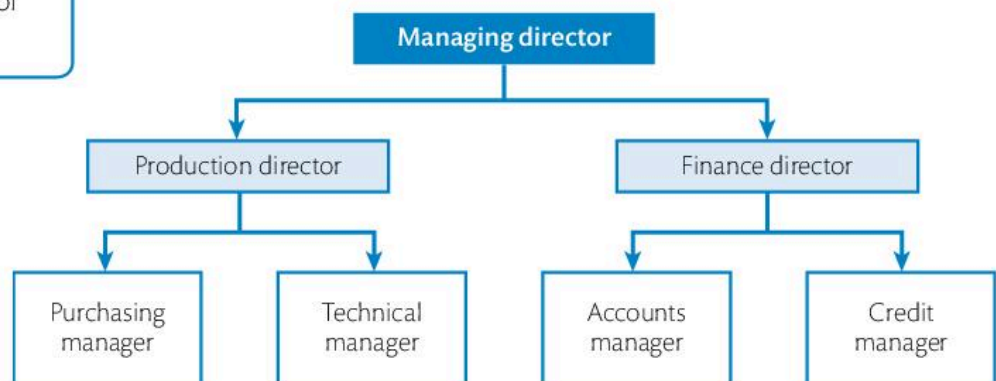 Managing director
Production director
Finance director
Purchasing
manager
Technical
manager
Accounts
manager
Credit
manager